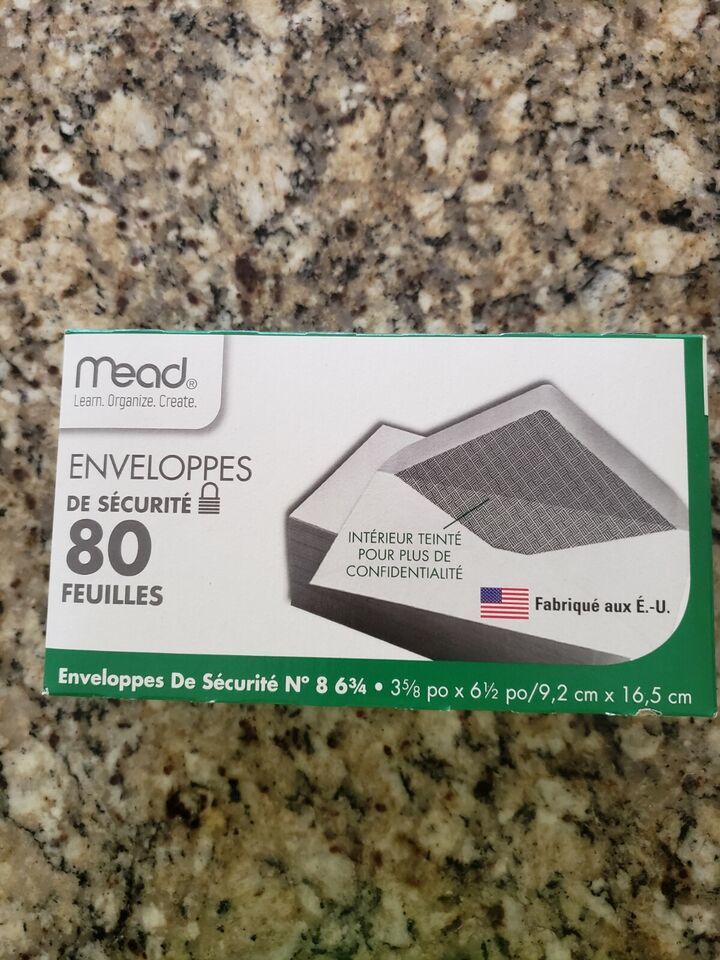 Mead®
Learn. Organize. Create.
ENVELOPPES
DE SÉCURITÉ
80
FEUILLES
INTÉRIEUR TEINTÉ
POUR PLUS DE
CONFIDENTIALITÉ
Fabriqué aux É.-U.
Enveloppes De Sécurité Nº 8 6¾ • 3⅝ po x 6½ po/9,2 cm x 16,5 cm